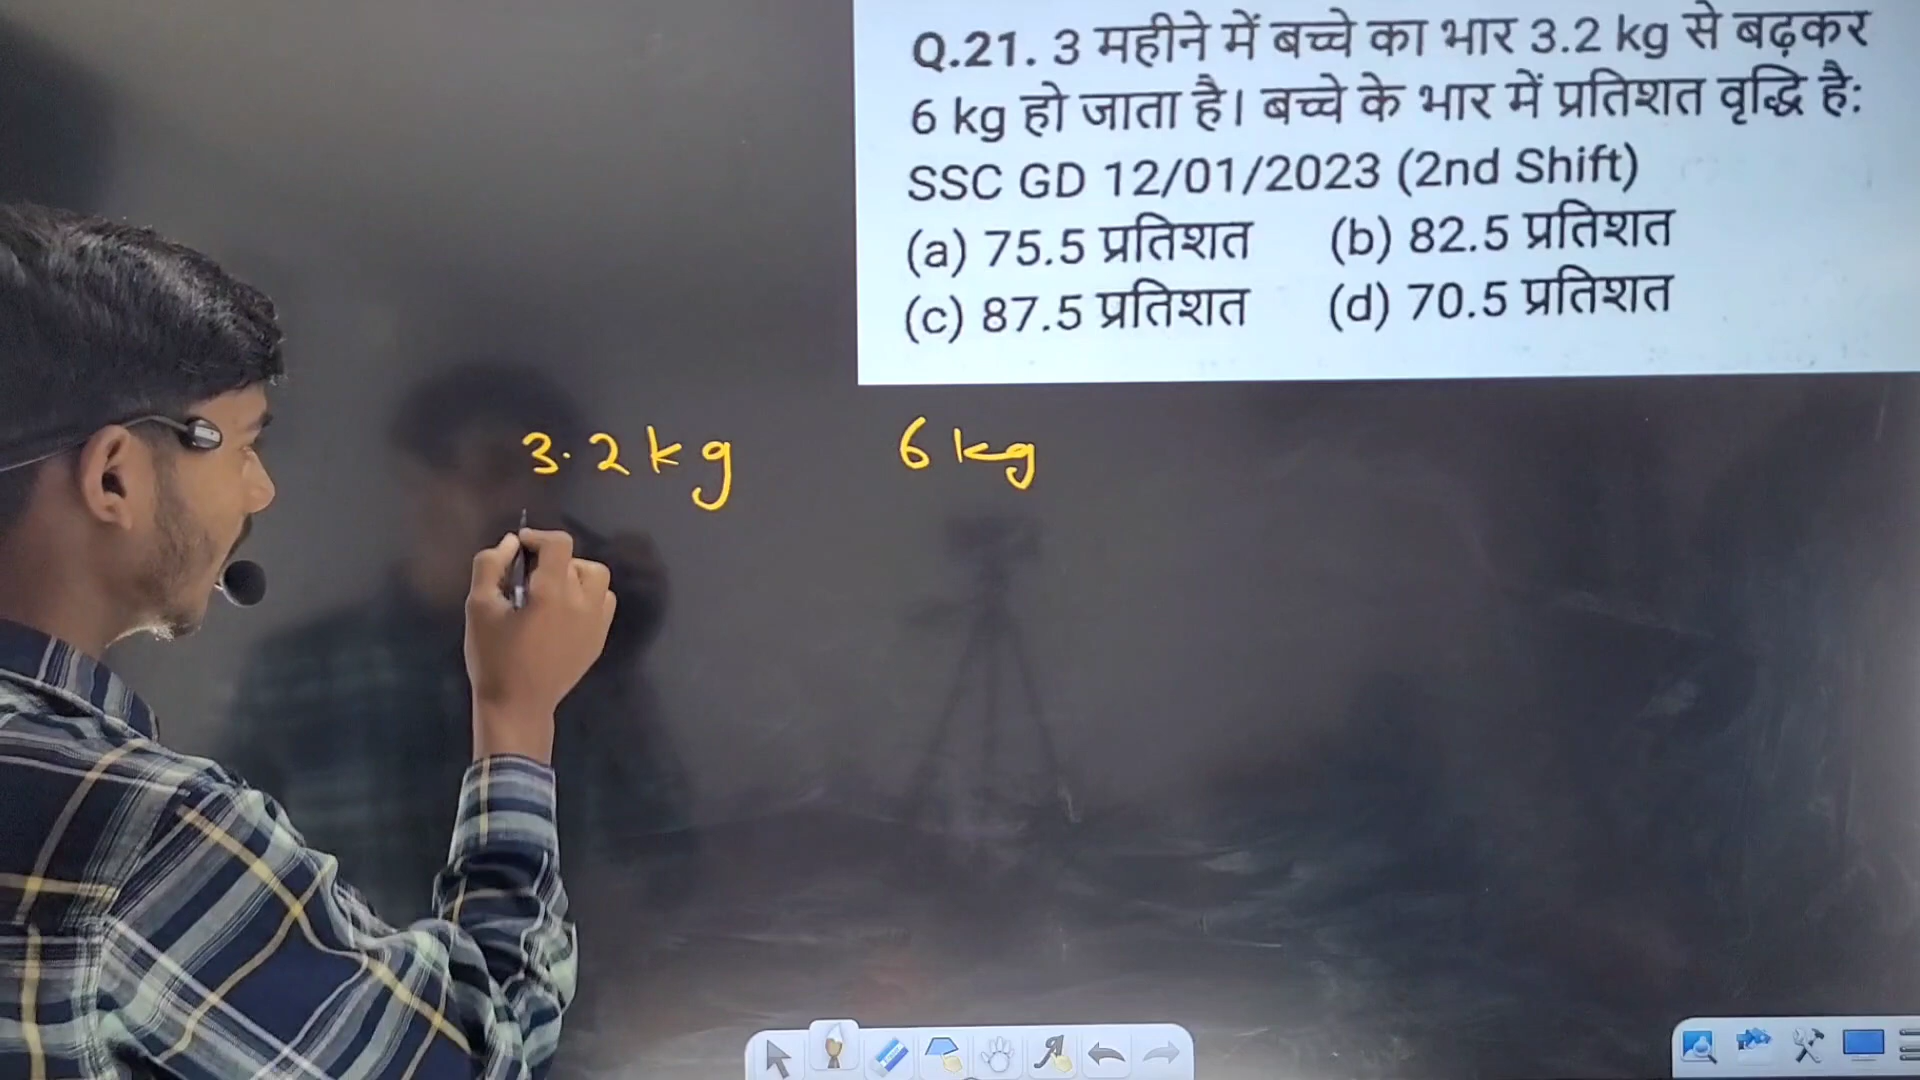 Q.21. 3 महीने में बच्चे का भार 3.2 kg से बढ़कर
6 kg हो जाता है। बच्चे के भार में प्रतिशत वृद्धि है:
SSC GD 12/01/2023 (2nd Shift)
(a) 75.5 प्रतिशत (b) 82.5 प्रतिशत
(c) 87.5 प्रतिशत (d) 70.5 प्रतिशत
3.2 kg 6 kg